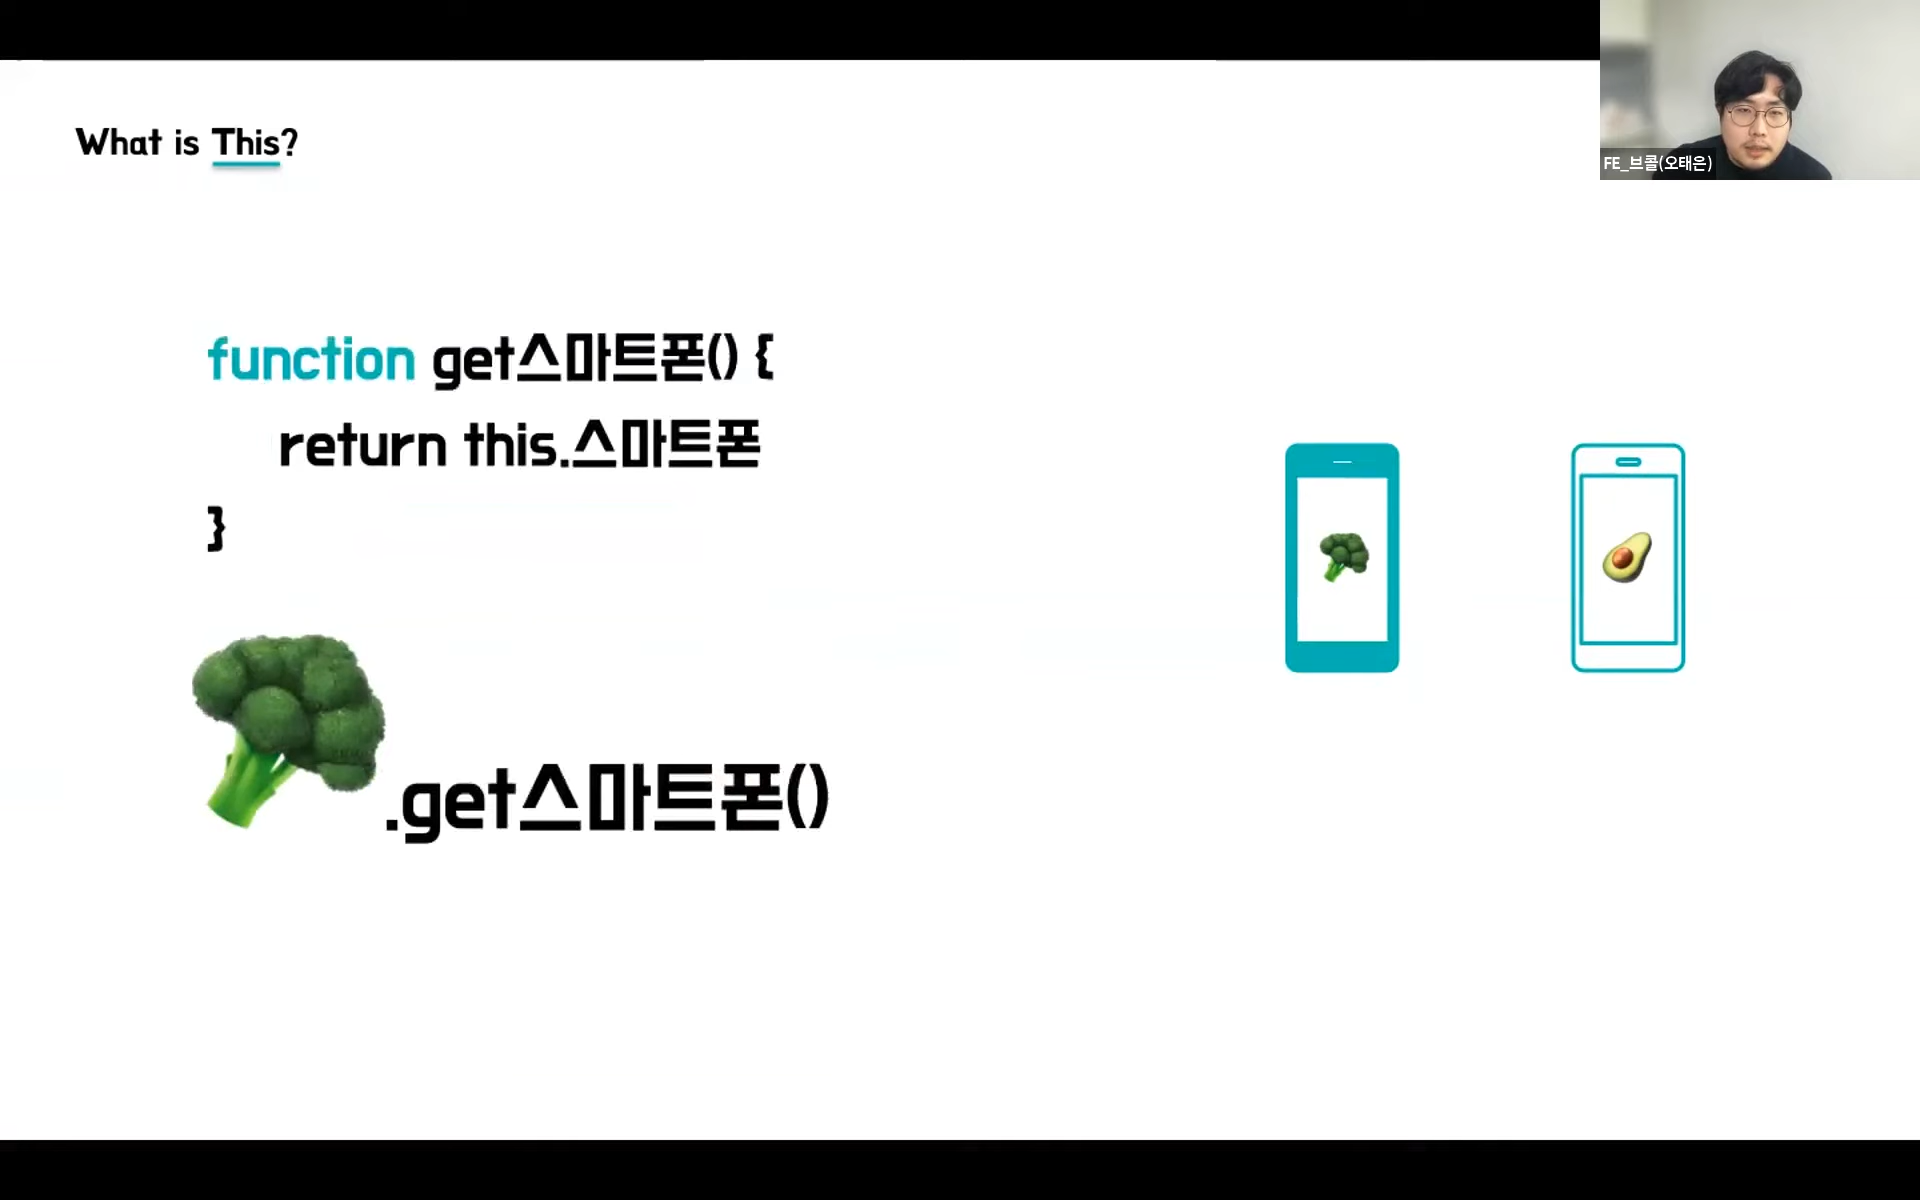 What is This?
FE_브콜(오태은)
function get스마트폰() {
return this.스마트폰
}
.get스마트폰()